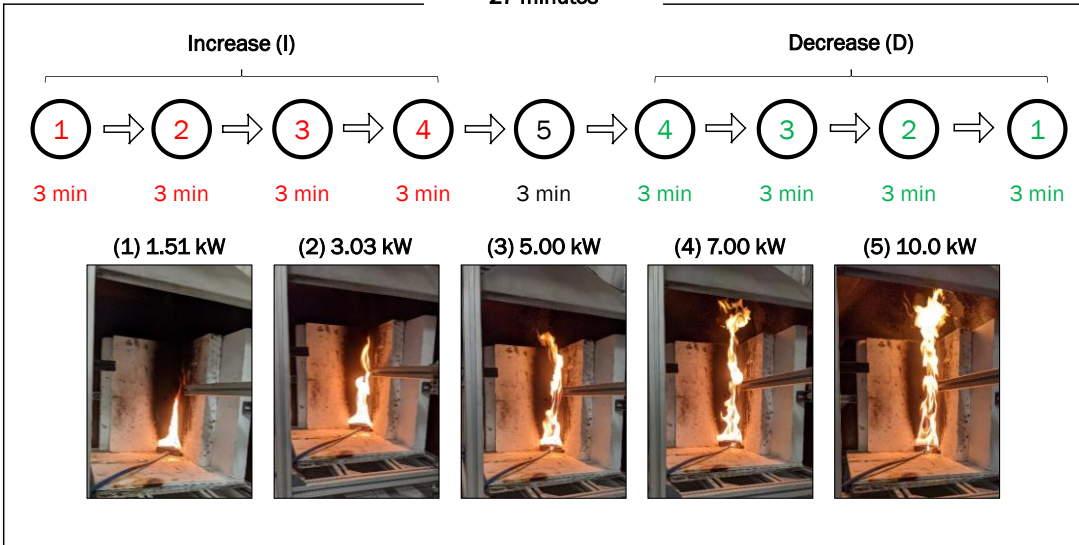 27 minutes
Increase (I) Decrease (D)
1 2 3 4 5 4 3 2 1
3 min 3 min 3 min 3 min 3 min 3 min 3 min 3 min 3 min
(1) 1.51 kW (2) 3.03 kW (3) 5.00 kW (4) 7.00 kW (5) 10.0 kW